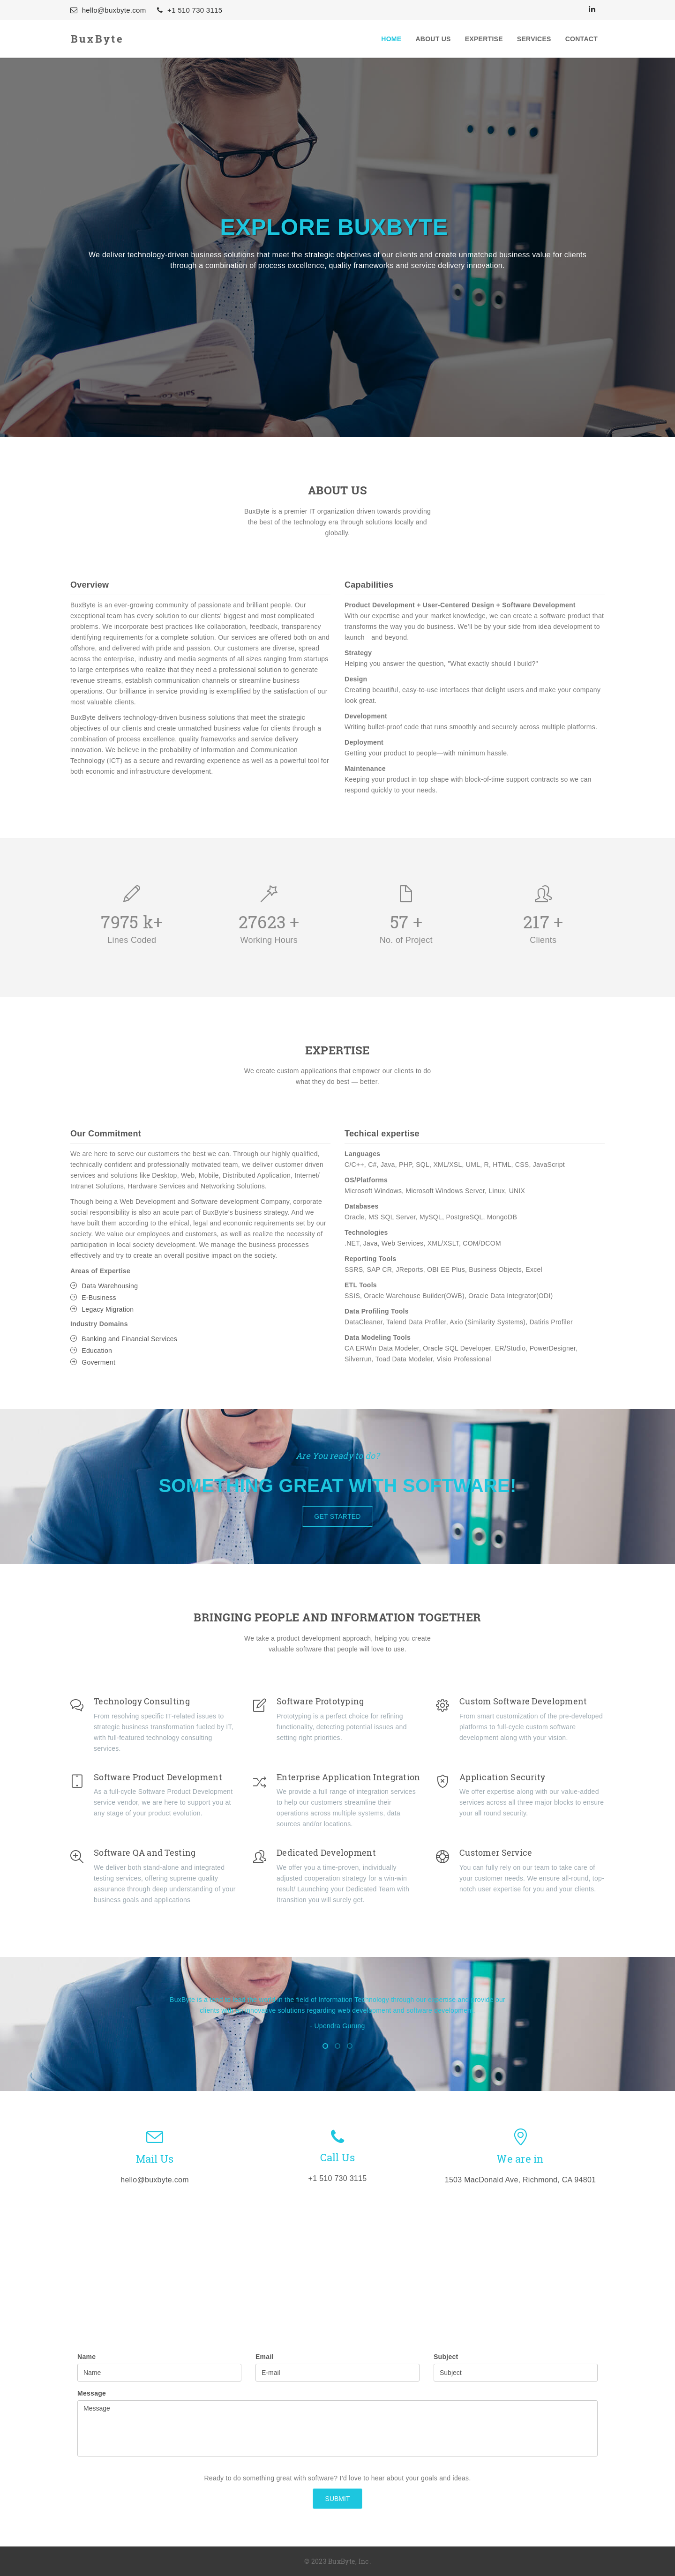 hello@buxbyte.com +1 510 730 3115
BuxByte
HOME ABOUT US EXPERTISE SERVICES CONTACT
EXPLORE BUXBYTE
We deliver technology-driven business solutions that meet the strategic objectives of our clients and create unmatched business value for clients
through a combination of process excellence, quality frameworks and service delivery innovation.
ABOUT US
BuxByte is a premier IT organization driven towards providing
the best of the technology era through solutions locally and
globally.
Overview
BuxByte is an ever-growing community of passionate and brilliant people. Our
exceptional team has every solution to our clients' biggest and most complicated
problems. We incorporate best practices like collaboration, feedback, transparency
identifying requirements for a complete solution. Our services are offered both on and
offshore, and delivered with pride and passion. Our customers are diverse, spread
across the enterprise, industry and media segments of all sizes ranging from startups
to large enterprises who realize that they need a professional solution to generate
revenue streams, establish communication channels or streamline business
operations. Our brilliance in service providing is exemplified by the satisfaction of our
most valuable clients.
BuxByte delivers technology-driven business solutions that meet the strategic
objectives of our clients and create unmatched business value for clients through a
combination of process excellence, quality frameworks and service delivery
innovation. We believe in the probability of Information and Communication
Technology (ICT) as a secure and rewarding experience as well as a powerful tool for
both economic and infrastructure development.
Capabilities
Product Development + User-Centered Design + Software Development
With our expertise and your market knowledge, we can create a software product that
transforms the way you do business. We'll be by your side from idea development to
launch—and beyond.
Strategy
Helping you answer the question, "What exactly should I build?"
Design
Creating beautiful, easy-to-use interfaces that delight users and make your company
look great.
Development
Writing bullet-proof code that runs smoothly and securely across multiple platforms.
Deployment
Getting your product to people—with minimum hassle.
Maintenance
Keeping your product in top shape with block-of-time support contracts so we can
respond quickly to your needs.
7975 k+
Lines Coded
27623 +
Working Hours
57 +
No. of Project
217 +
Clients
EXPERTISE
We create custom applications that empower our clients to do
what they do best — better.
Our Commitment
We are here to serve our customers the best we can. Through our highly qualified,
technically confident and professionally motivated team, we deliver customer driven
services and solutions like Desktop, Web, Mobile, Distributed Application, Internet/
Intranet Solutions, Hardware Services and Networking Solutions.
Though being a Web Development and Software development Company, corporate
social responsibility is also an acute part of BuxByte's business strategy. And we
have built them according to the ethical, legal and economic requirements set by our
society. We value our employees and customers, as well as realize the necessity of
participation in social and environmental issues. We manage the business processes
effectively and try to create an overall positive impact on the society.
Areas of Expertise
Data Warehousing
E-Business
Legacy Migration
Industry Domains
Banking and Financial Services
Education
Goverment
Techical expertise
Languages
C/C++, C#, Java, PHP, SQL, XML/XSL, UML, R, HTML, CSS, JavaScript
OS/Platforms
Microsoft Windows, Microsoft Windows Server, Linux, UNIX
Databases
Oracle, MS SQL Server, MySQL, PostgreSQL, MongoDB
Technologies
.NET, Java, Web Services, XML/XSLT, COM/DCOM
Reporting Tools
SSRS, SAP CR, JReports, OBI EE Plus, Business Objects, Excel
ETL Tools
SSIS, Oracle Warehouse Builder(OWB), Oracle Data Integrator(ODI)
Data Profiling Tools
DataCleaner, Talend Data Profiler, Axio (Similarity Systems), Datiris Profiler
Data Modeling Tools
CA ERWin Data Modeler, Oracle SQL Developer, ER/Studio, PowerDesigner,
Silverrun, Toad Data Modeler, Visio Professional
Are You ready to do?
SOMETHING GREAT WITH SOFTWARE!
GET STARTED
BRINGING PEOPLE AND INFORMATION TOGETHER
We take a product development approach, helping you create
valuable software that people will love to use.
Technology Consulting
From resolving specific IT-related issues to
strategic business transformation fueled by IT,
with full-featured technology consulting
services.
Software Prototyping
Prototyping is a perfect choice for refining
functionality, detecting potential issues and
setting right priorities.
Custom Software Development
From smart customization of the pre-developed
platforms to full-cycle custom software
development along with your vision.
Software Product Development
As a full-cycle Software Product Development
service vendor, we are here to support you at
any stage of your product evolution.
Enterprise Application Integration
We provide a full range of integration services
to help our customers streamline their
operations across multiple systems, data
sources and/or locations.
Application Security
We offer expertise along with our value-added
services across all three major blocks to ensure
your all round security.
Software QA and Testing
We deliver both stand-alone and integrated
testing services, offering supreme quality
assurance through deep understanding of your
business goals and applications
Dedicated Development
We offer you a time-proven, individually
adjusted cooperation strategy for a win-win
result/ Launching your Dedicated Team with
ttransition you will surely get.
Customer Service
You can fully rely on our team to take care of
your customer needs. We ensure all-round, top-
notch user expertise for you and your clients.
BuxByte is a in the field of Information Technology through
clients solutions regarding web development and
- Upendra Gurung
Mail Us
hello@buxbyte.com
Call Us
+1 510 730 3115
We are in
1503 MacDonald Ave, Richmond, CA 94801
Name Email Subject
Name E-mail Subject
Message
Message
Ready to do something great with software? I'd love to hear about your goals and ideas.
SUBMIT
© 2023 BuxByte, Inc.